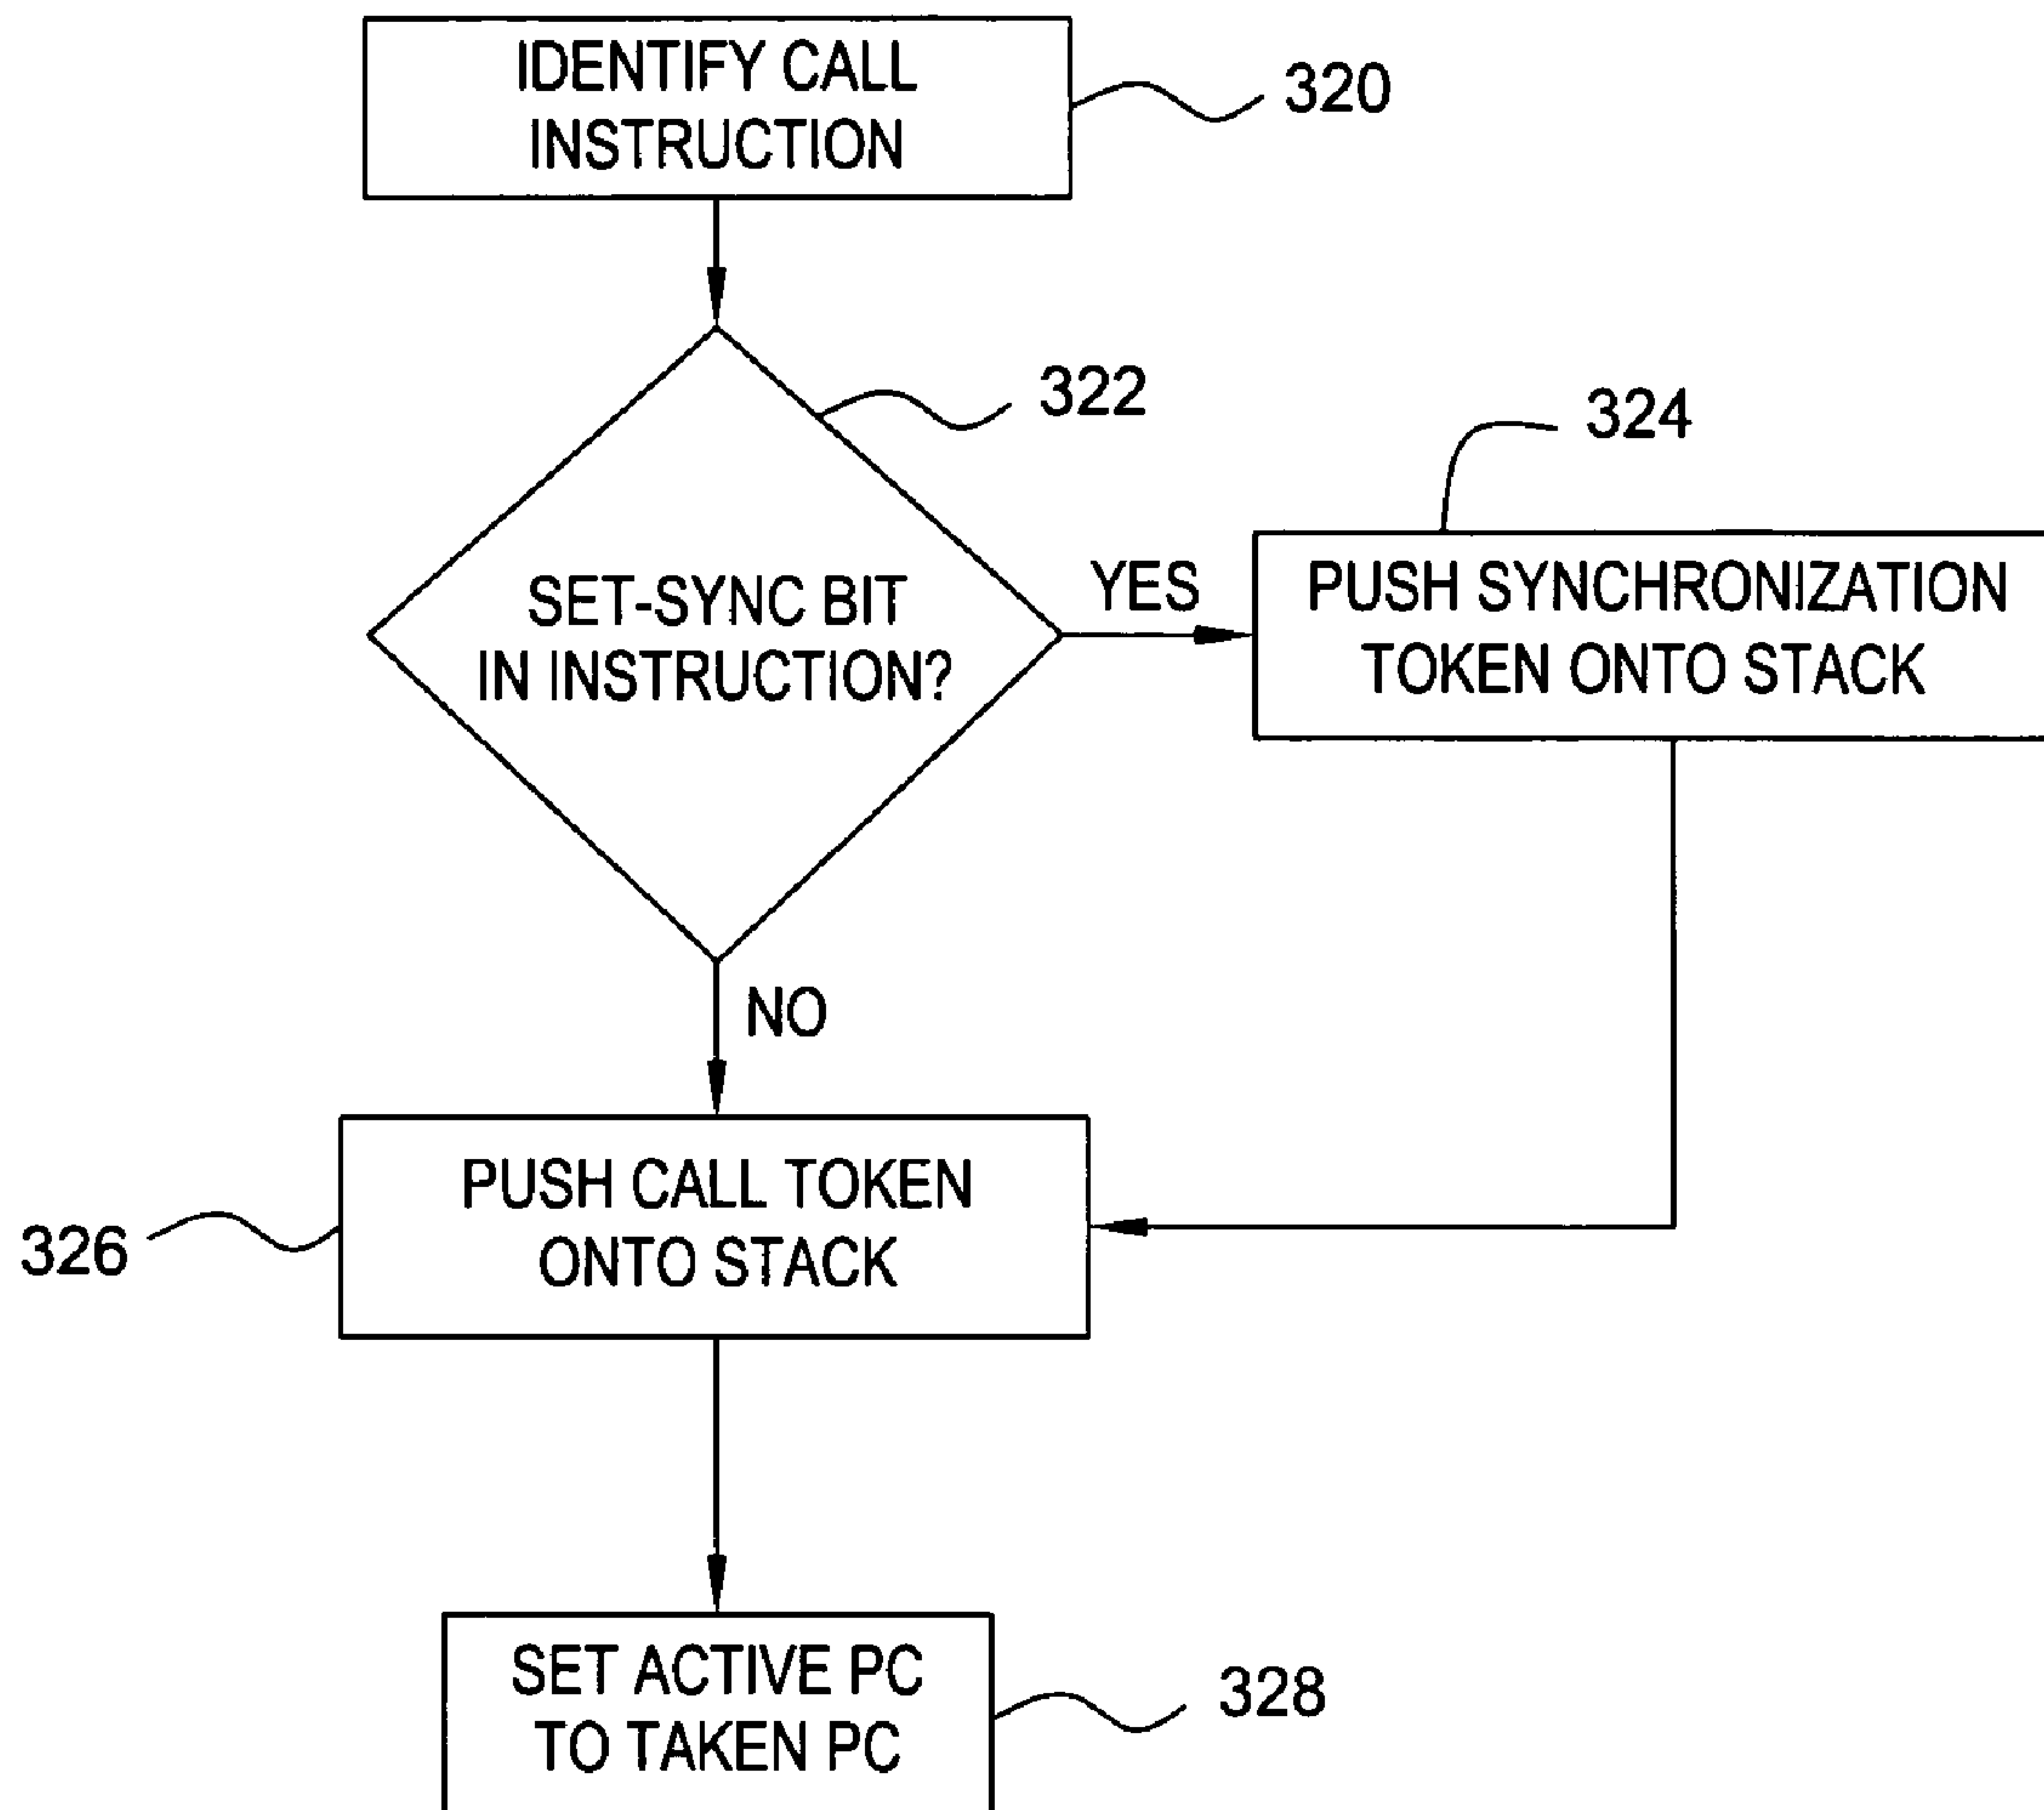 IDENTIFY CALL
INSTRUCTION
320
322
SET-SYNC BIT
IN INSTRUCTION?
YES
324
PUSH SYNCHRONIZATION
TOKEN ONTO STACK
NO
PUSH CALL TOKEN
ONTO STACK
326
SET ACTIVE PC
TO TAKEN PC
328